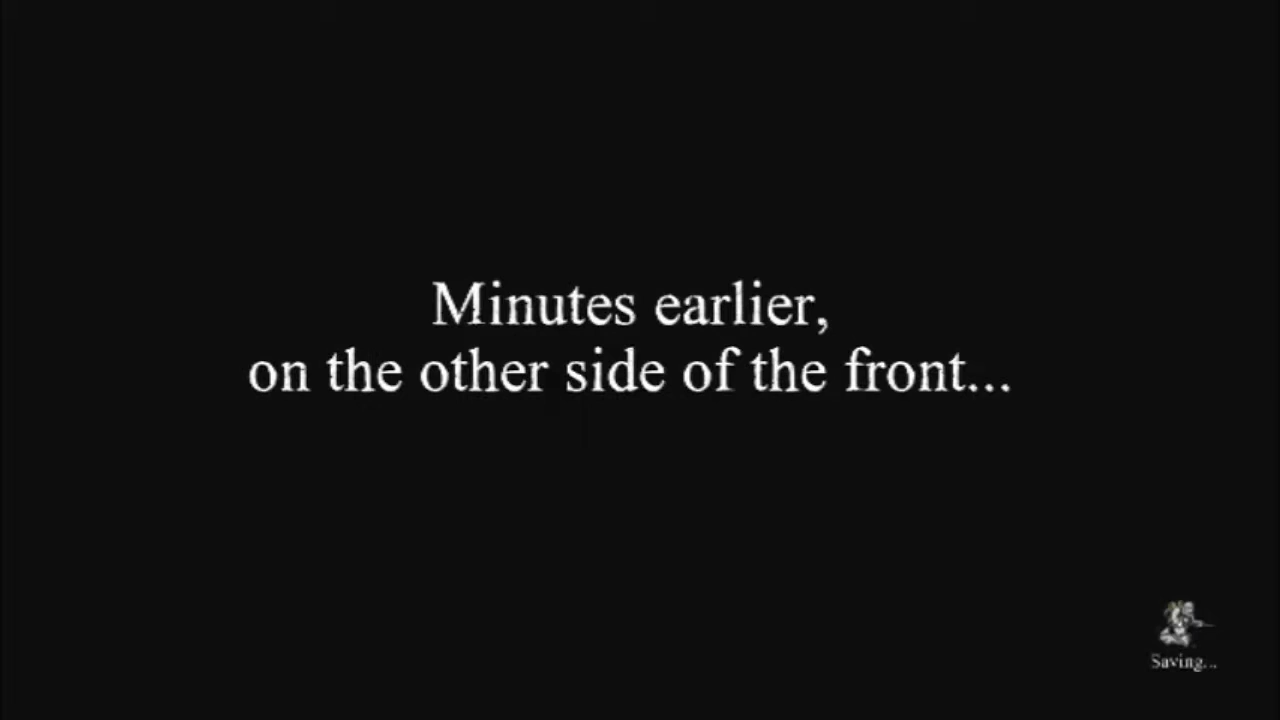 Minutes earlier,
on the other side of the front...
Saving...